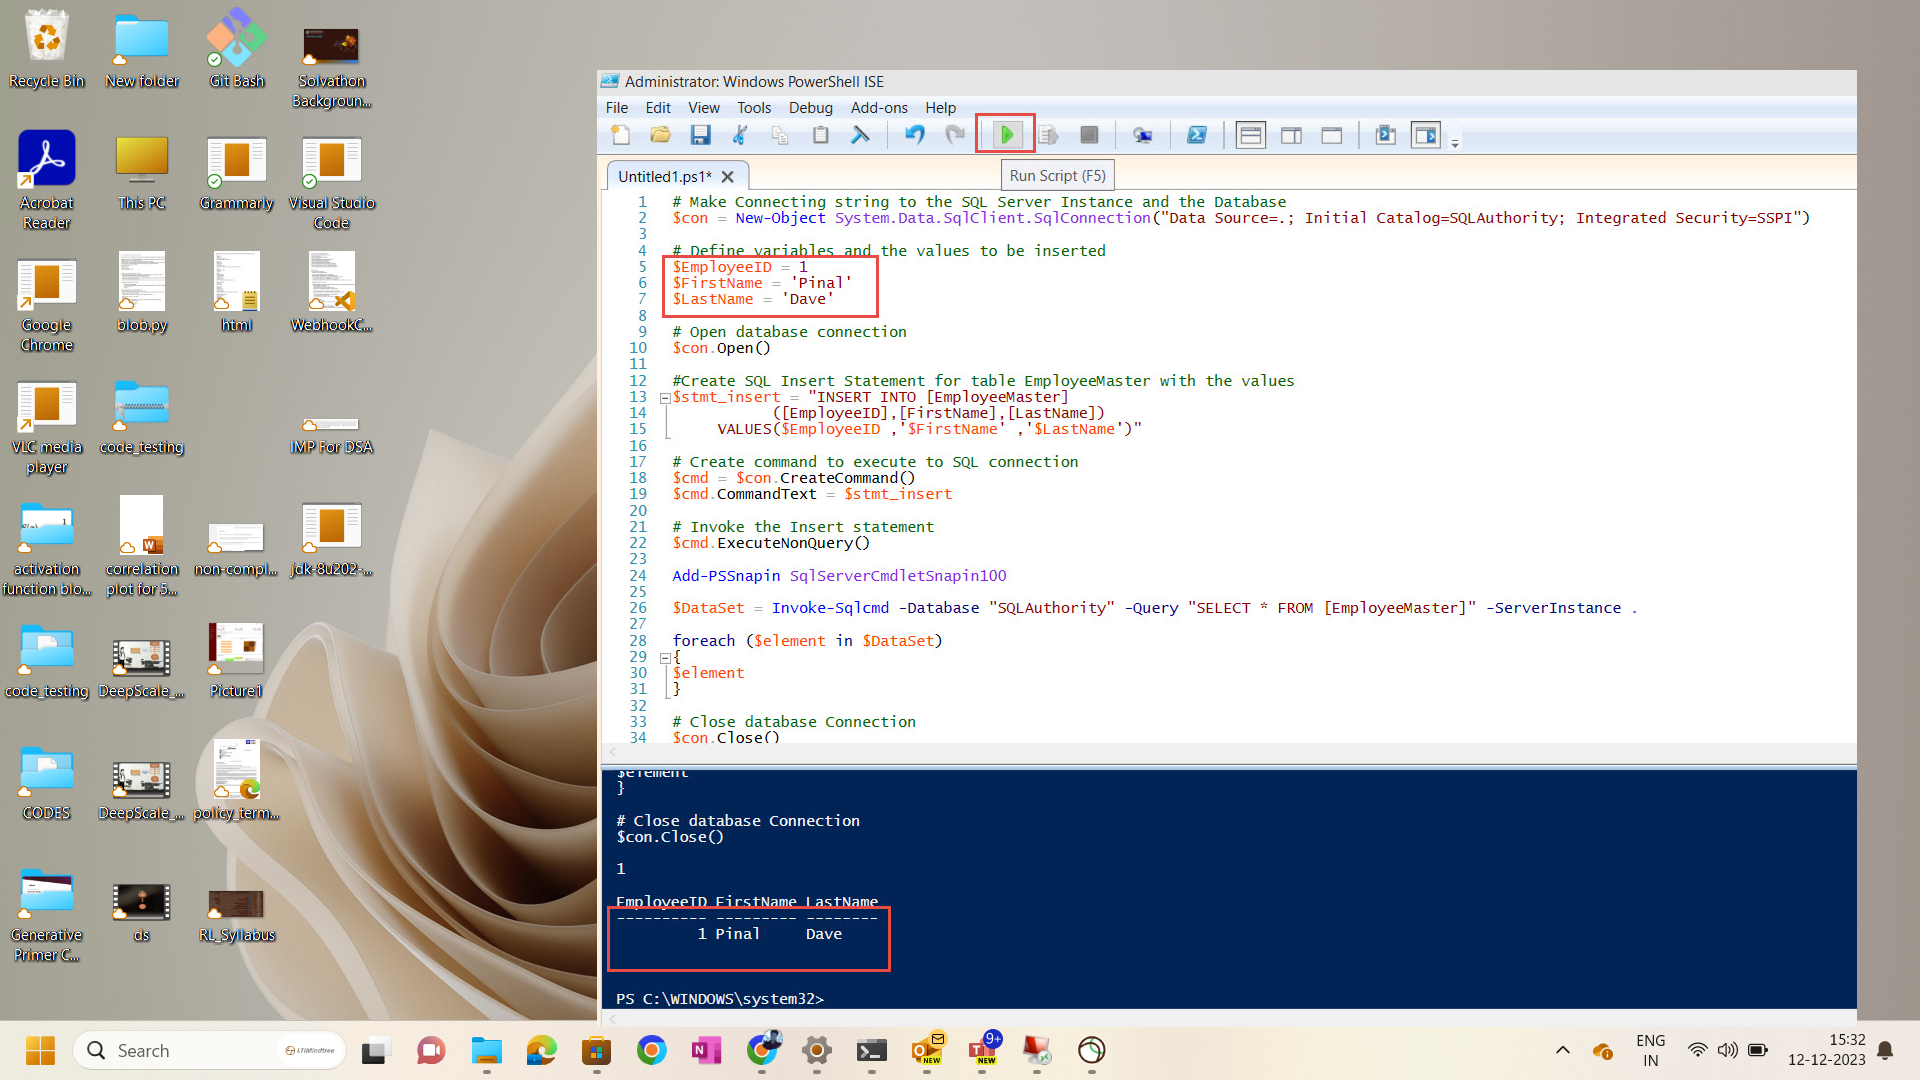 Recycle Bin
New folder
Git Bash
Solvathon
Backgroun...
Acrobat
Reader
This PC
Grammarly
Visual Studio
Code
Google
Chrome
blob.py
html
WebhookC...
VLC media
player
code_testing
IMP For DSA
activation
function blo...
correlation
plot for 5...
non-compl...
jdk-8u202-...
code_testing
DeepScale_...
Picture1
CODES
DeepScale_...
policy_term...
Generative
Primer C...
ds
RL_Syllabus
Administrator: Windows PowerShell ISE
File Edit View Tools Debug Add-ons Help
Untitled1.ps1*
Run Script (F5)
1 # Make Connecting string to the SQL Server Instance and the Database
2 $con = New-Object System.Data.SqlClient.SqlConnection("Data Source=.; Initial Catalog=SQLAuthority; Integrated Security=SSPI")
3
4 # Define variables and the values to be inserted
5 $EmployeeID = 1
6 $FirstName = 'Pinal'
7 $LastName = 'Dave'
8
9 # Open database connection
10 $con.Open()
11
12 #Create SQL Insert Statement for table EmployeeMaster with the values
13 $stmt_insert = "INSERT INTO [EmployeeMaster]
14 ([EmployeeID],[FirstName],[LastName])
15 VALUES($EmployeeID ,'$FirstName' ,'$LastName')"
16
17 # Create command to execute to SQL connection
18 $cmd = $con.CreateCommand()
19 $cmd.CommandText = $stmt_insert
20
21 # Invoke the Insert statement
22 $cmd.ExecuteNonQuery()
23
24 Add-PSSnapin SqlServerCmdletSnapin100
25
26 $DataSet = Invoke-Sqlcmd -Database "SQLAuthority" -Query "SELECT * FROM [EmployeeMaster]" -ServerInstance .
27
28 foreach ($element in $DataSet)
29 {
30 $element
31 }
32
33 # Close database Connection
34 $con.Close()
$element
}
# Close database Connection
$con.Close()
1
EmployeeID FirstName LastName
---------- --------- --------
1 Pinal Dave
PS C:\WINDOWS\system32>
Search
LTIMindtree
NEW
9+
NEW
ENG
IN
15:32
12-12-2023